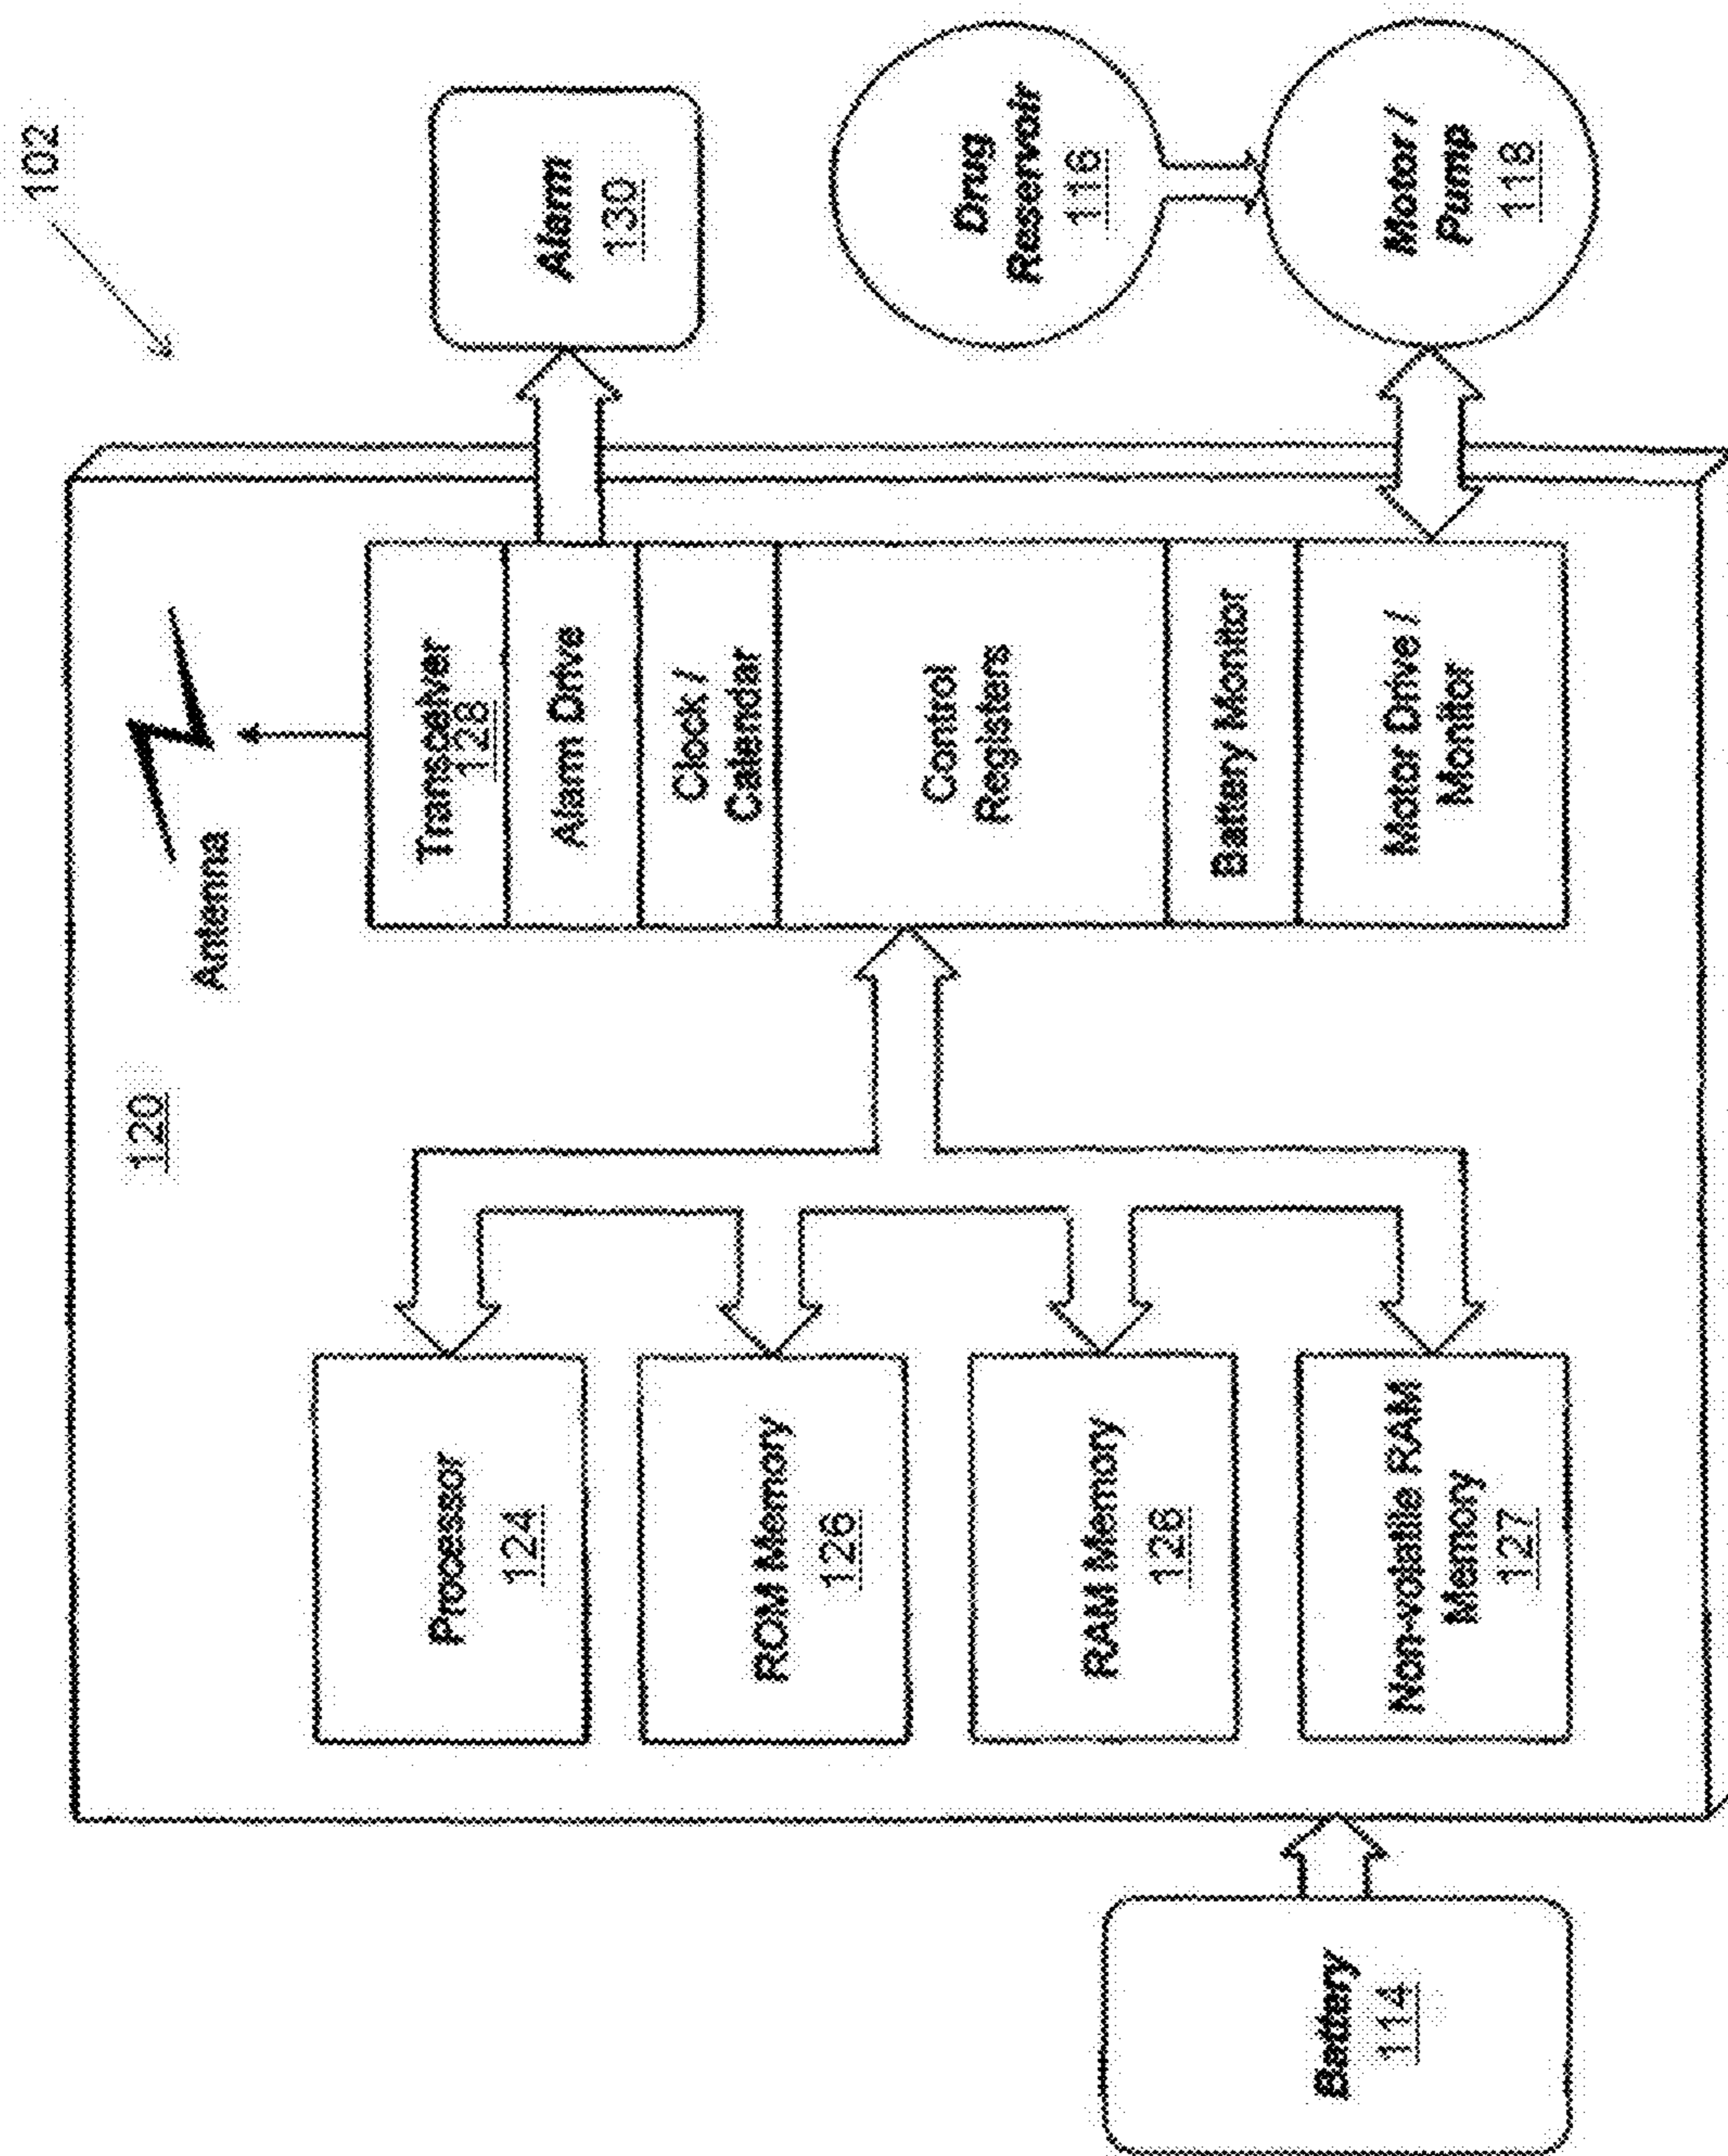 102
120
Antenna
Processor
124
ROM Memory
126
RAM Memory
128
Non-volatile RAM
Memory
127
Transceiver
128
Alarm Drive
Clock /
Calendar
Control
Registers
Battery Monitor
Motor Drive /
Monitor
Alarm
130
Drug
Reservoir
116
Motor /
Pump
118
Battery
114